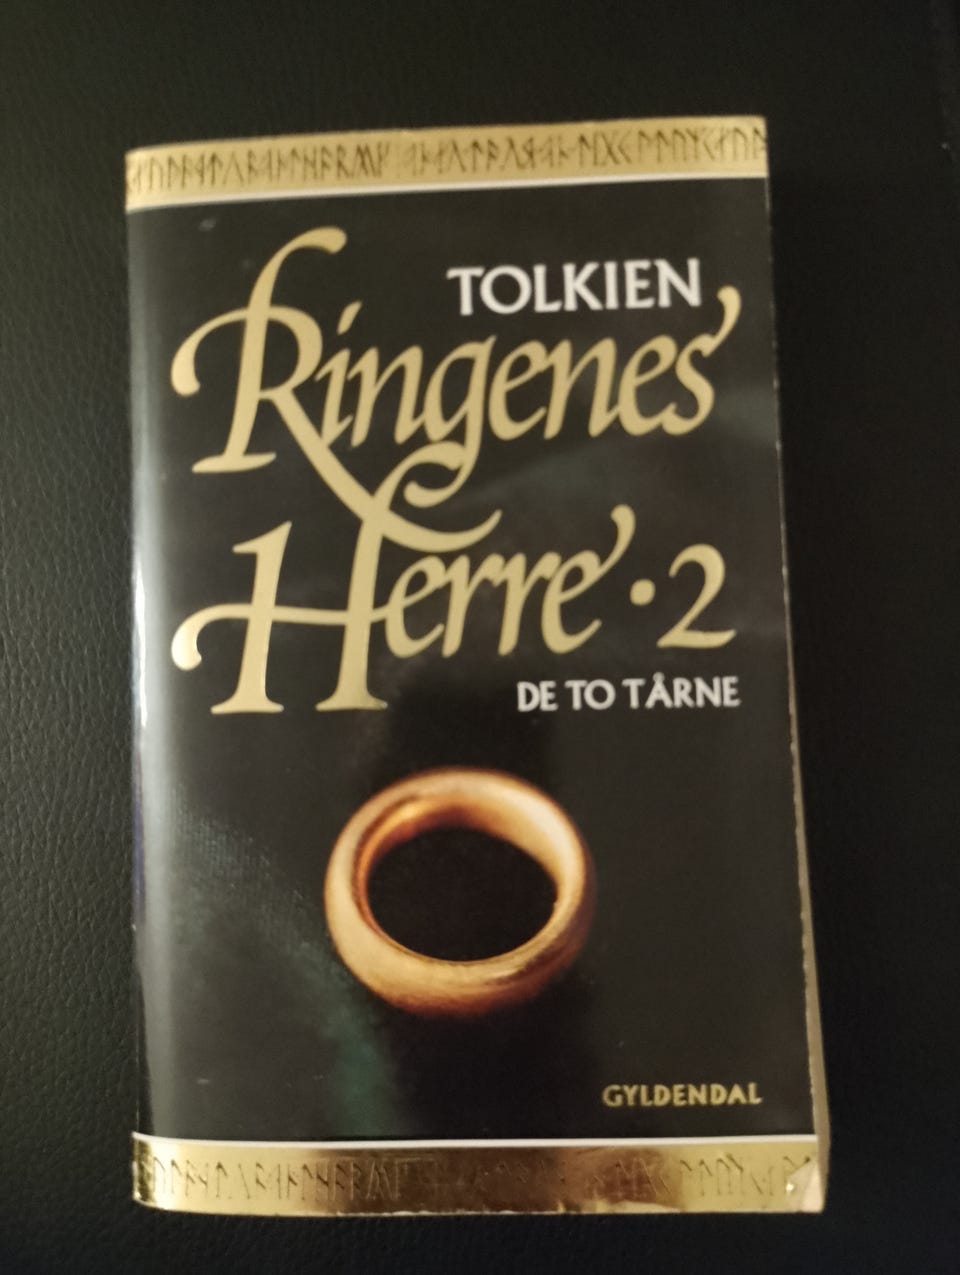 TOLKIEN
Ringenes
Herre · 2
DE TO TÅRNE
GYLDENDAL